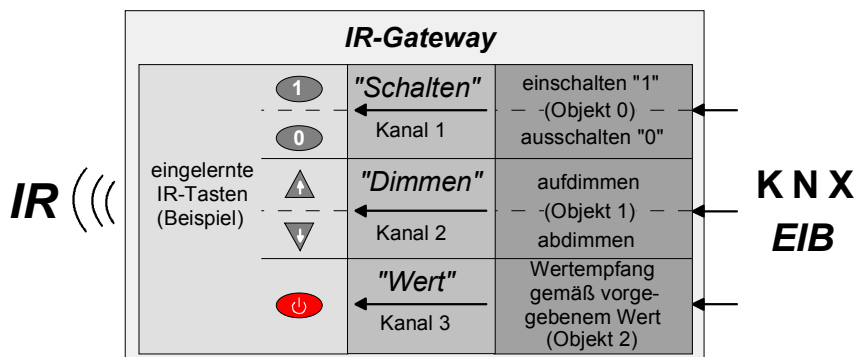 IR-Gateway
1
"Schalten"
einschalten "1"
(Objekt 0)
0
Kanal 1
ausschalten "0"
eingelernte
IR-Tasten
(Beispiel)
"Dimmen"
aufdimmen
(Objekt 1)
Kanal 2
abdimmen
"Wert"
Kanal 3
Wertempfang
gemäß vorge-
gebenem Wert
(Objekt 2)
IR
KNX
EIB